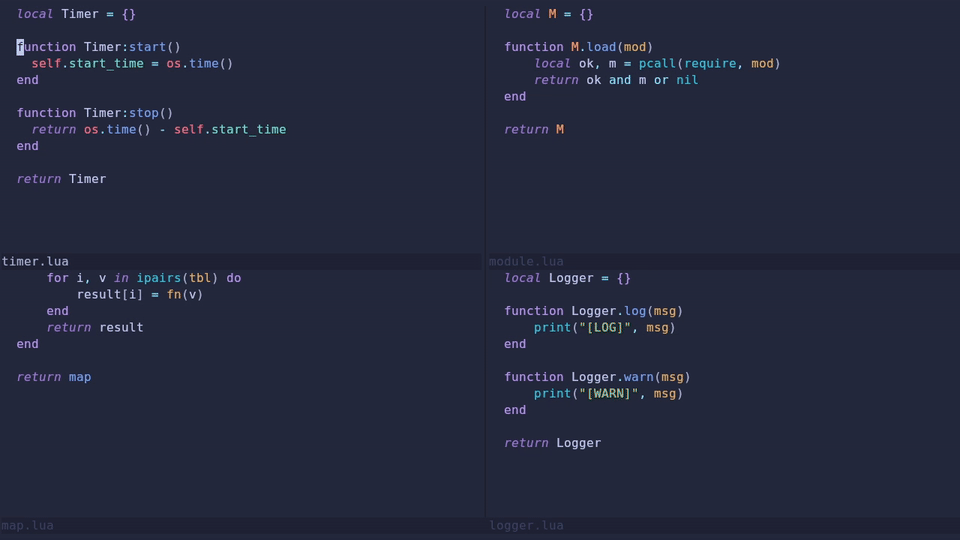 local Timer = {}

function Timer:start()
  self.start_time = os.time()
end

function Timer:stop()
  return os.time() - self.start_time
end

return Timer
timer.lua
local M = {}

function M.load(mod)
    local ok, m = pcall(require, mod)
    return ok and m or nil
end

return M
module.lua
    for i, v in ipairs(tbl) do
        result[i] = fn(v)
    end
    return result
end

return map
map.lua
local Logger = {}

function Logger.log(msg)
    print("[LOG]", msg)
end

function Logger.warn(msg)
    print("[WARN]", msg)
end

return Logger
logger.lua